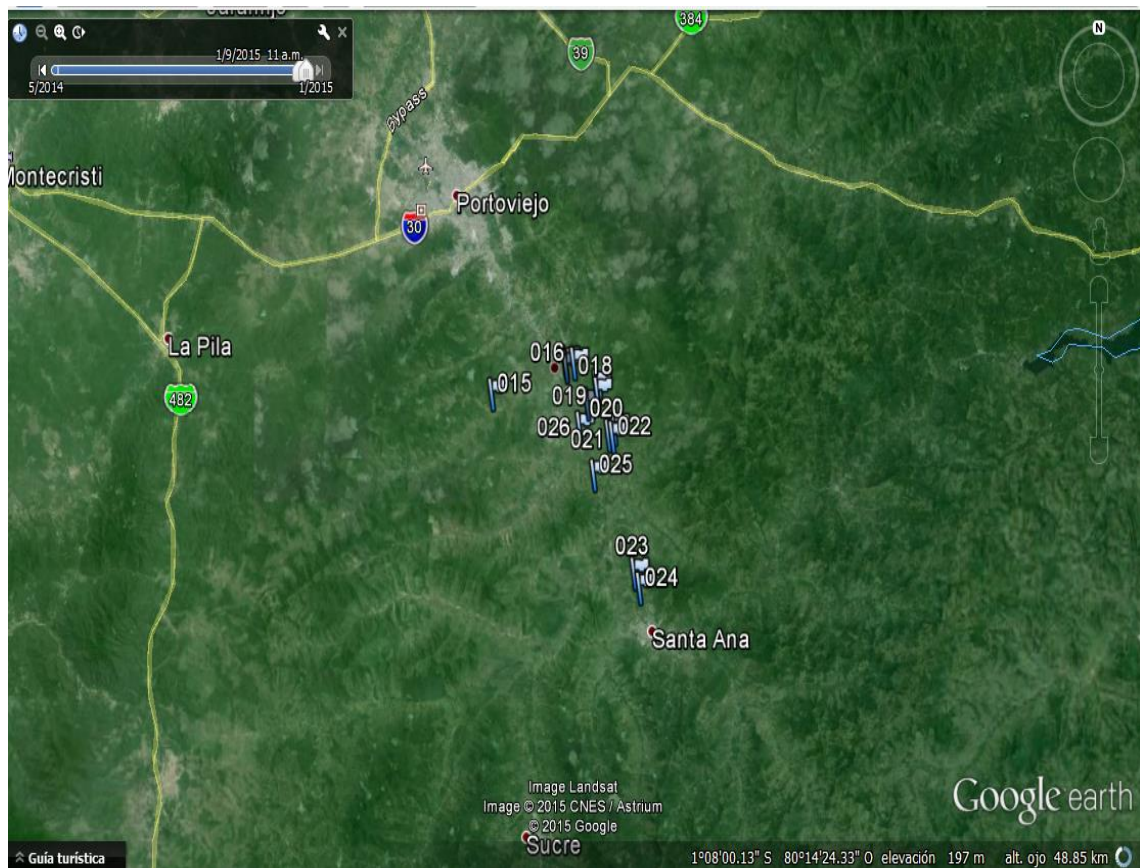 384
39
1/9/2015 11 a.m.
5/2014
1/2015
N
Bypass
Montecristi
Portoviejo
30
La Pila
482
016
018
015
019
020
026
021
022
025
023
024
Santa Ana
Image Landsat
Image © 2015 CNES / Astrium
© 2015 Google
Google earth
Sucre
Guía turística
1°08'00.13" S 80°14'24.33" O elevación 197 m alt. ojo 48.85 km